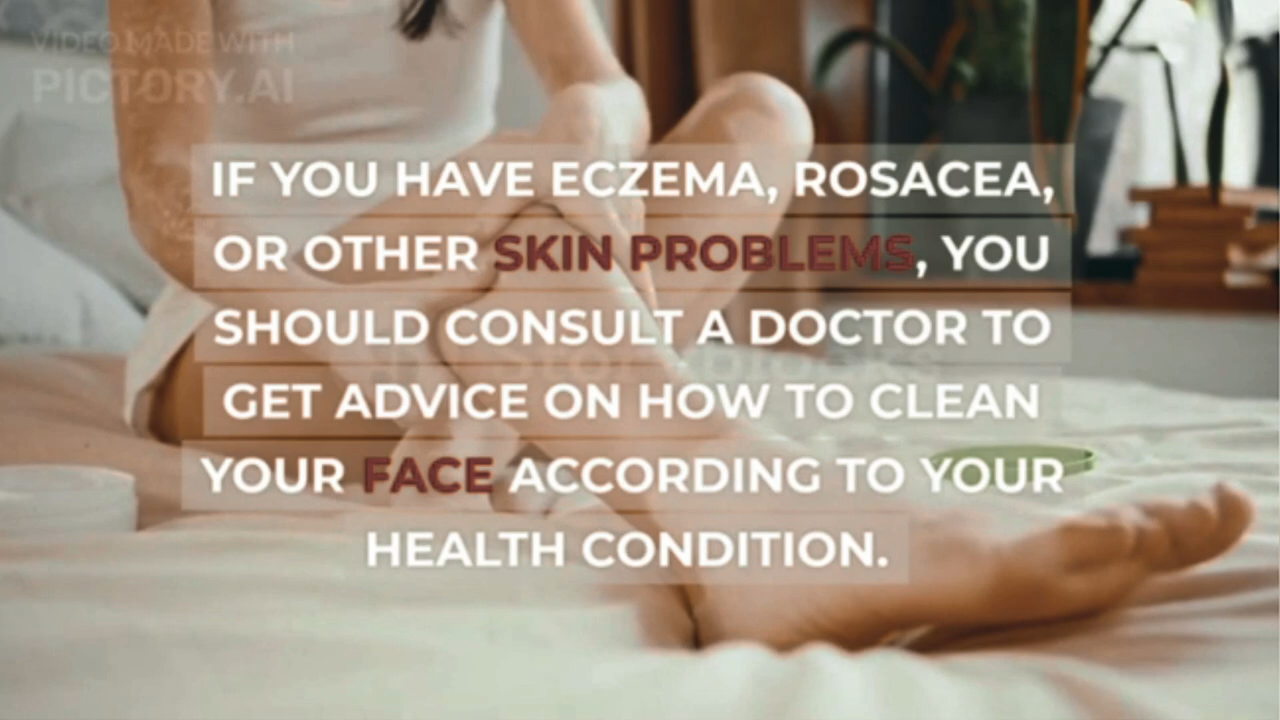 VIDEO MADE WITH
PICTORY.AI
IF YOU HAVE ECZEMA, ROSACEA,
OR OTHER SKIN PROBLEMS, YOU
SHOULD CONSULT A DOCTOR TO
GET ADVICE ON HOW TO CLEAN
YOUR FACE ACCORDING TO YOUR
HEALTH CONDITION.